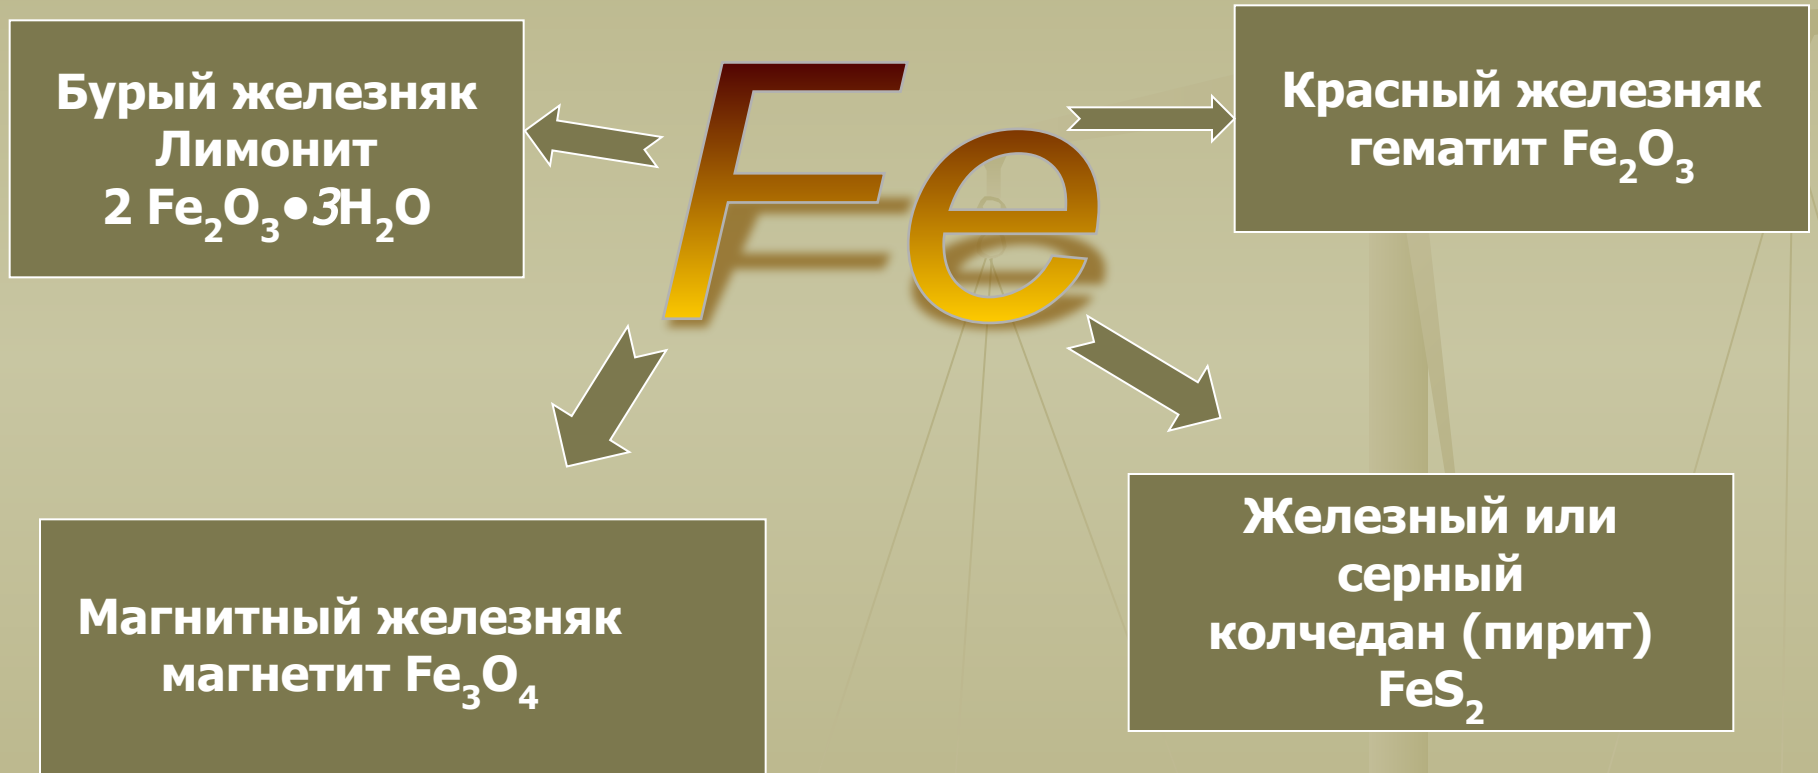 Бурый железняк
Лимонит
2 Fe₂O₃●3H₂O
Fe
Красный железняк
гематит Fe₂O₃
Магнитный железняк
магнетит Fe₃O₄
Железный или
серный
колчедан (пирит)
FeS₂